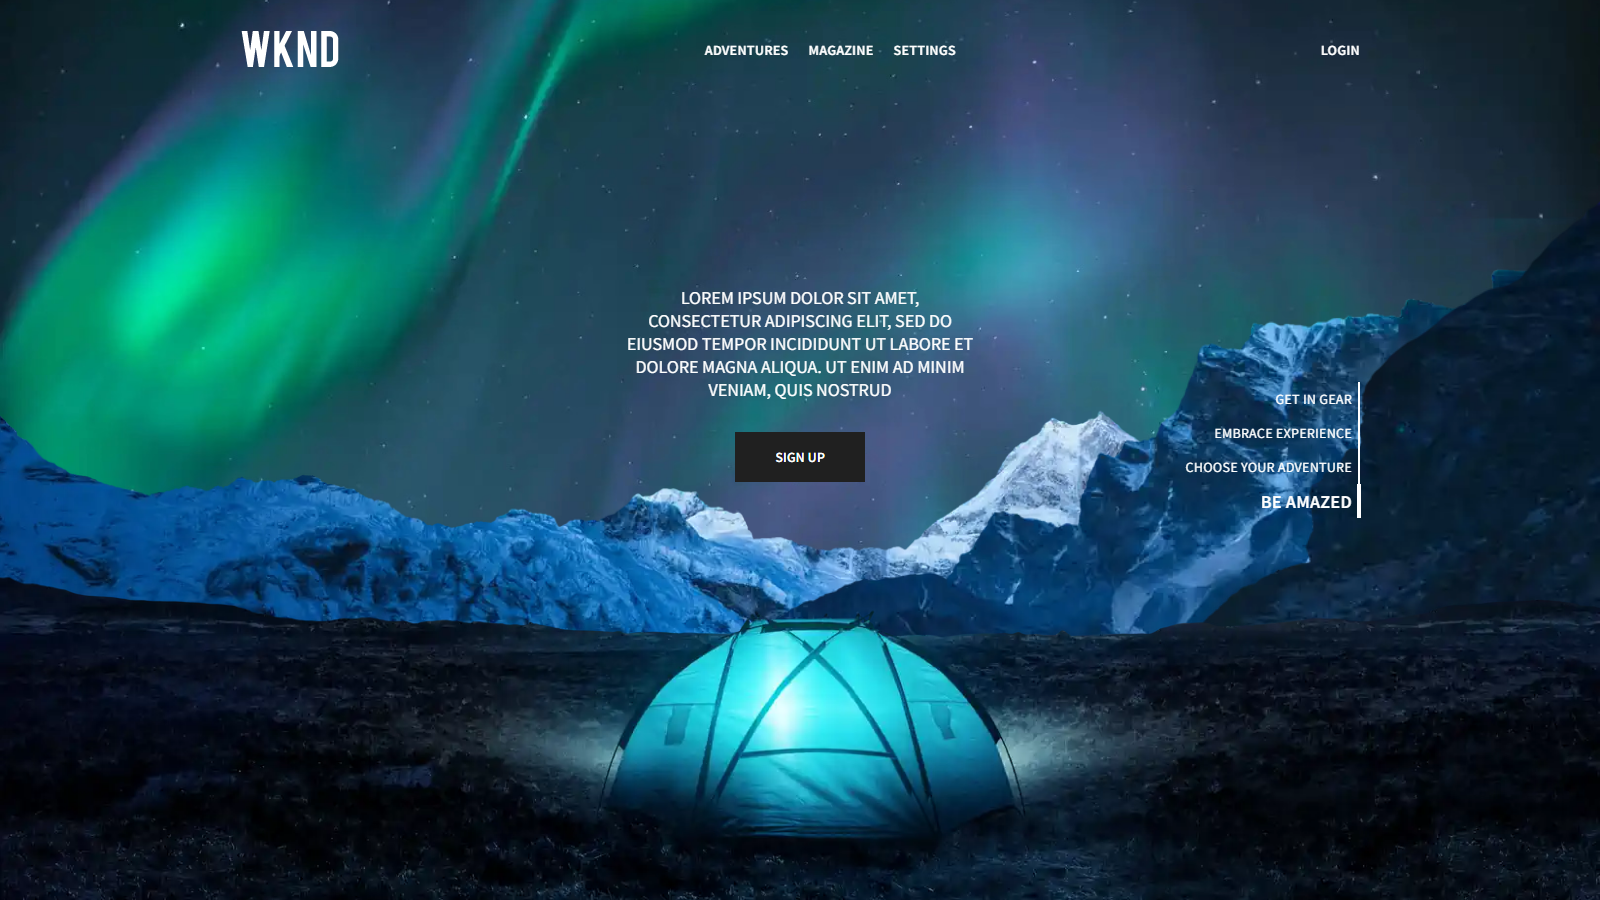 WKND
ADVENTURES
MAGAZINE
SETTINGS
LOGIN
LOREM IPSUM DOLOR SIT AMET,
CONSECTETUR ADIPISCING ELIT, SED DO
EIUSMOD TEMPOR INCIDIDUNT UT LABORE ET
DOLORE MAGNA ALIQUA. UT ENIM AD MINIM
VENIAM, QUIS NOSTRUD
SIGN UP
GET IN GEAR
EMBRACE EXPERIENCE
CHOOSE YOUR ADVENTURE
BE AMAZED